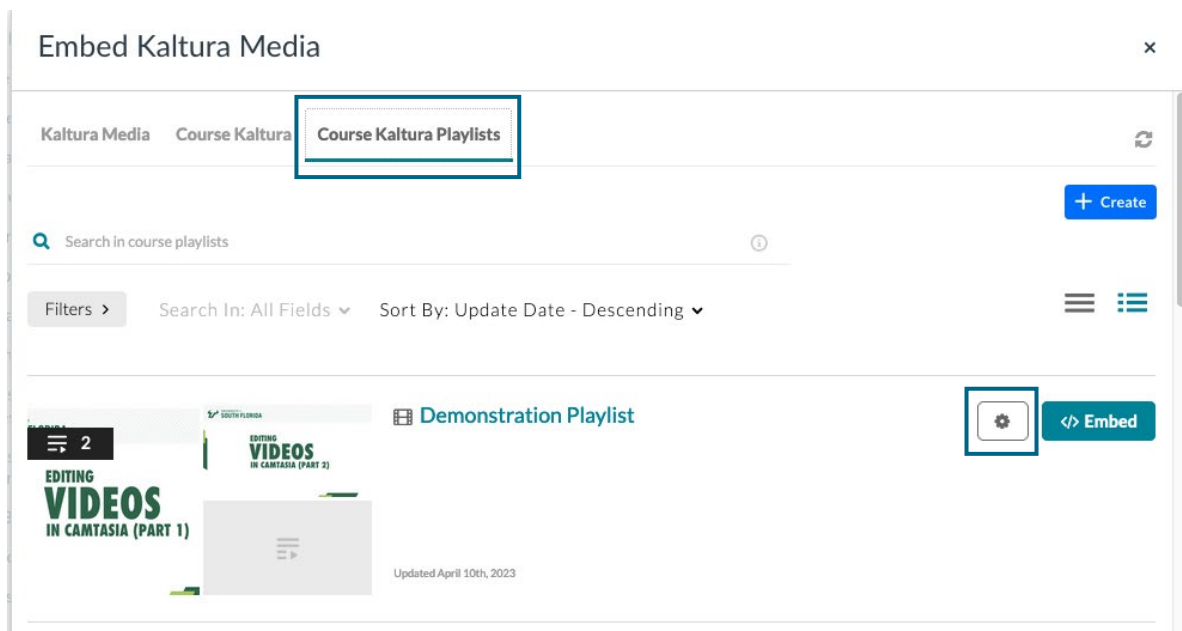 Embed Kaltura Media
×
Kaltura Media Course Kaltura Course Kaltura Playlists
+ Create
Search in course playlists
Filters >
Search In: All Fields
Sort By: Update Date - Descending
SOUTH FLORIDA
2
EDITING
VIDEOS
IN CAMTASIA (PART 1)
EDITING
VIDEOS
IN CAMTASIA (PART 2)
Demonstration Playlist
</> Embed
Updated April 10th, 2023